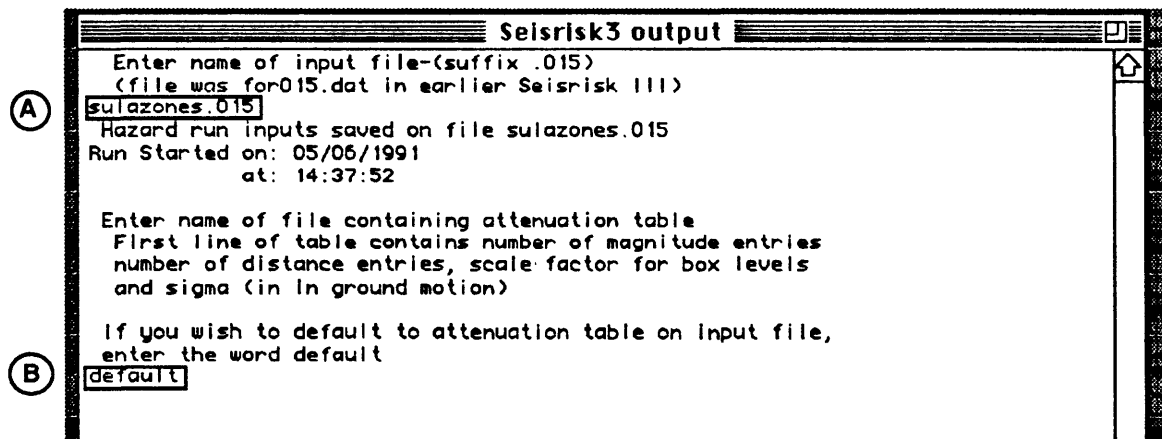 Seisrisk3 output
Enter name of input file-(suffix .015)
(file was for015.dat in earlier Seisrisk III)
A
sulazones.015
Hazard run inputs saved on file sulazones.015
Run Started on: 05/06/1991
at: 14:37:52
Enter name of file containing attenuation table
First line of table contains number of magnitude entries
number of distance entries, scale factor for box levels
and sigma (in ln ground motion)
If you wish to default to attenuation table on input file,
enter the word default
B
default